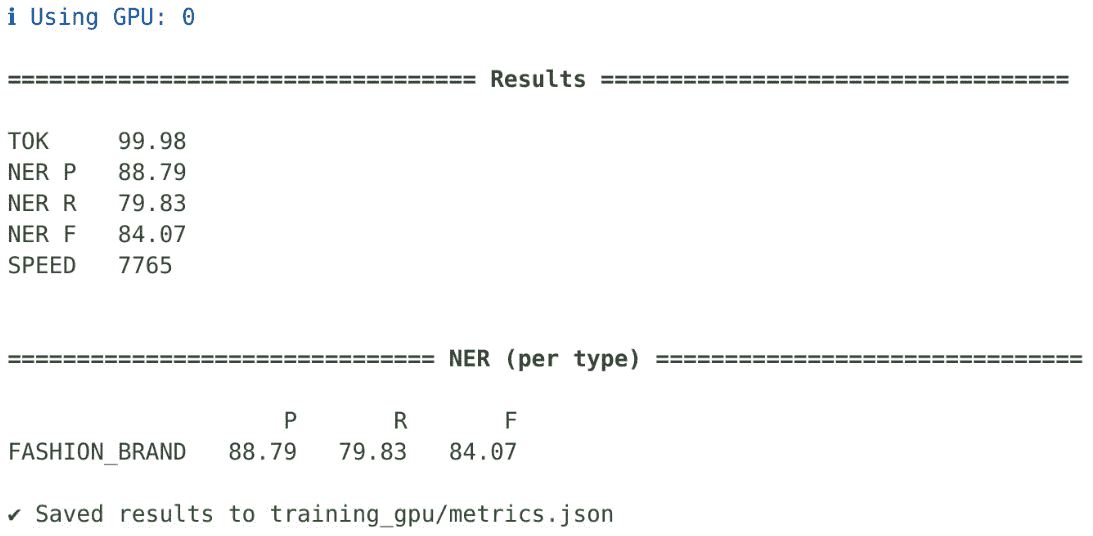 ℹ Using GPU: 0
================================== Results ==================================
TOK     99.98
NER P   88.79
NER R   79.83
NER F   84.07
SPEED   7765
=============================== NER (per type) ===============================
                    P       R       F
FASHION_BRAND   88.79   79.83   84.07
✔ Saved results to training_gpu/metrics.json